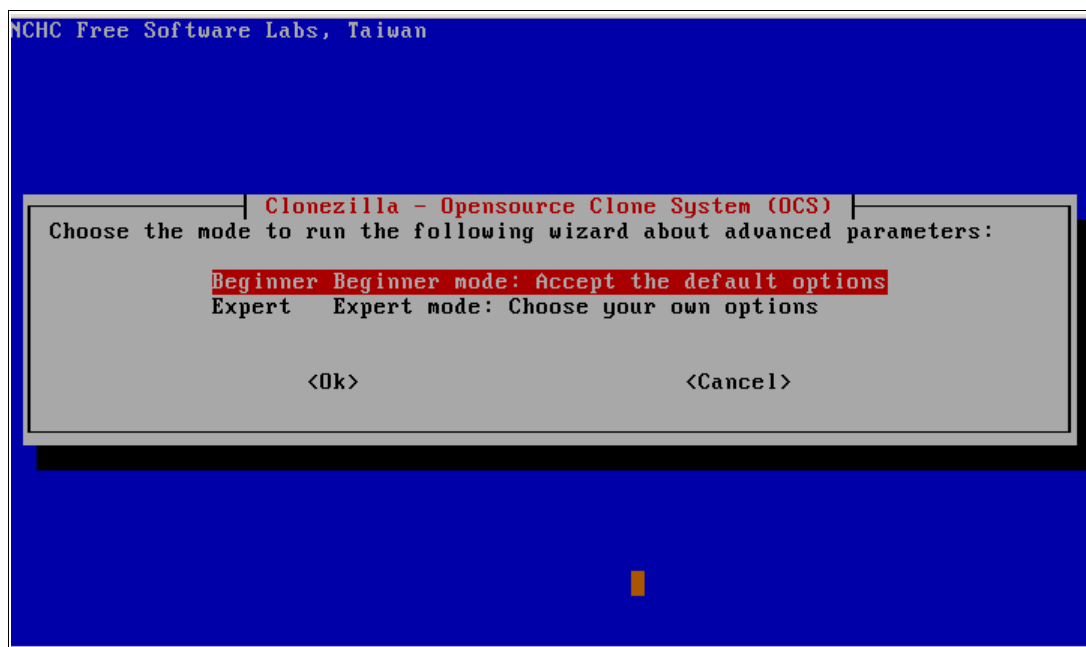 NCHC Free Software Labs, Taiwan
Clonezilla - Opensource Clone System (OCS)
Choose the mode to run the following wizard about advanced parameters:
Beginner Beginner mode: Accept the default options
Expert Expert mode: Choose your own options
<Ok> <Cancel>